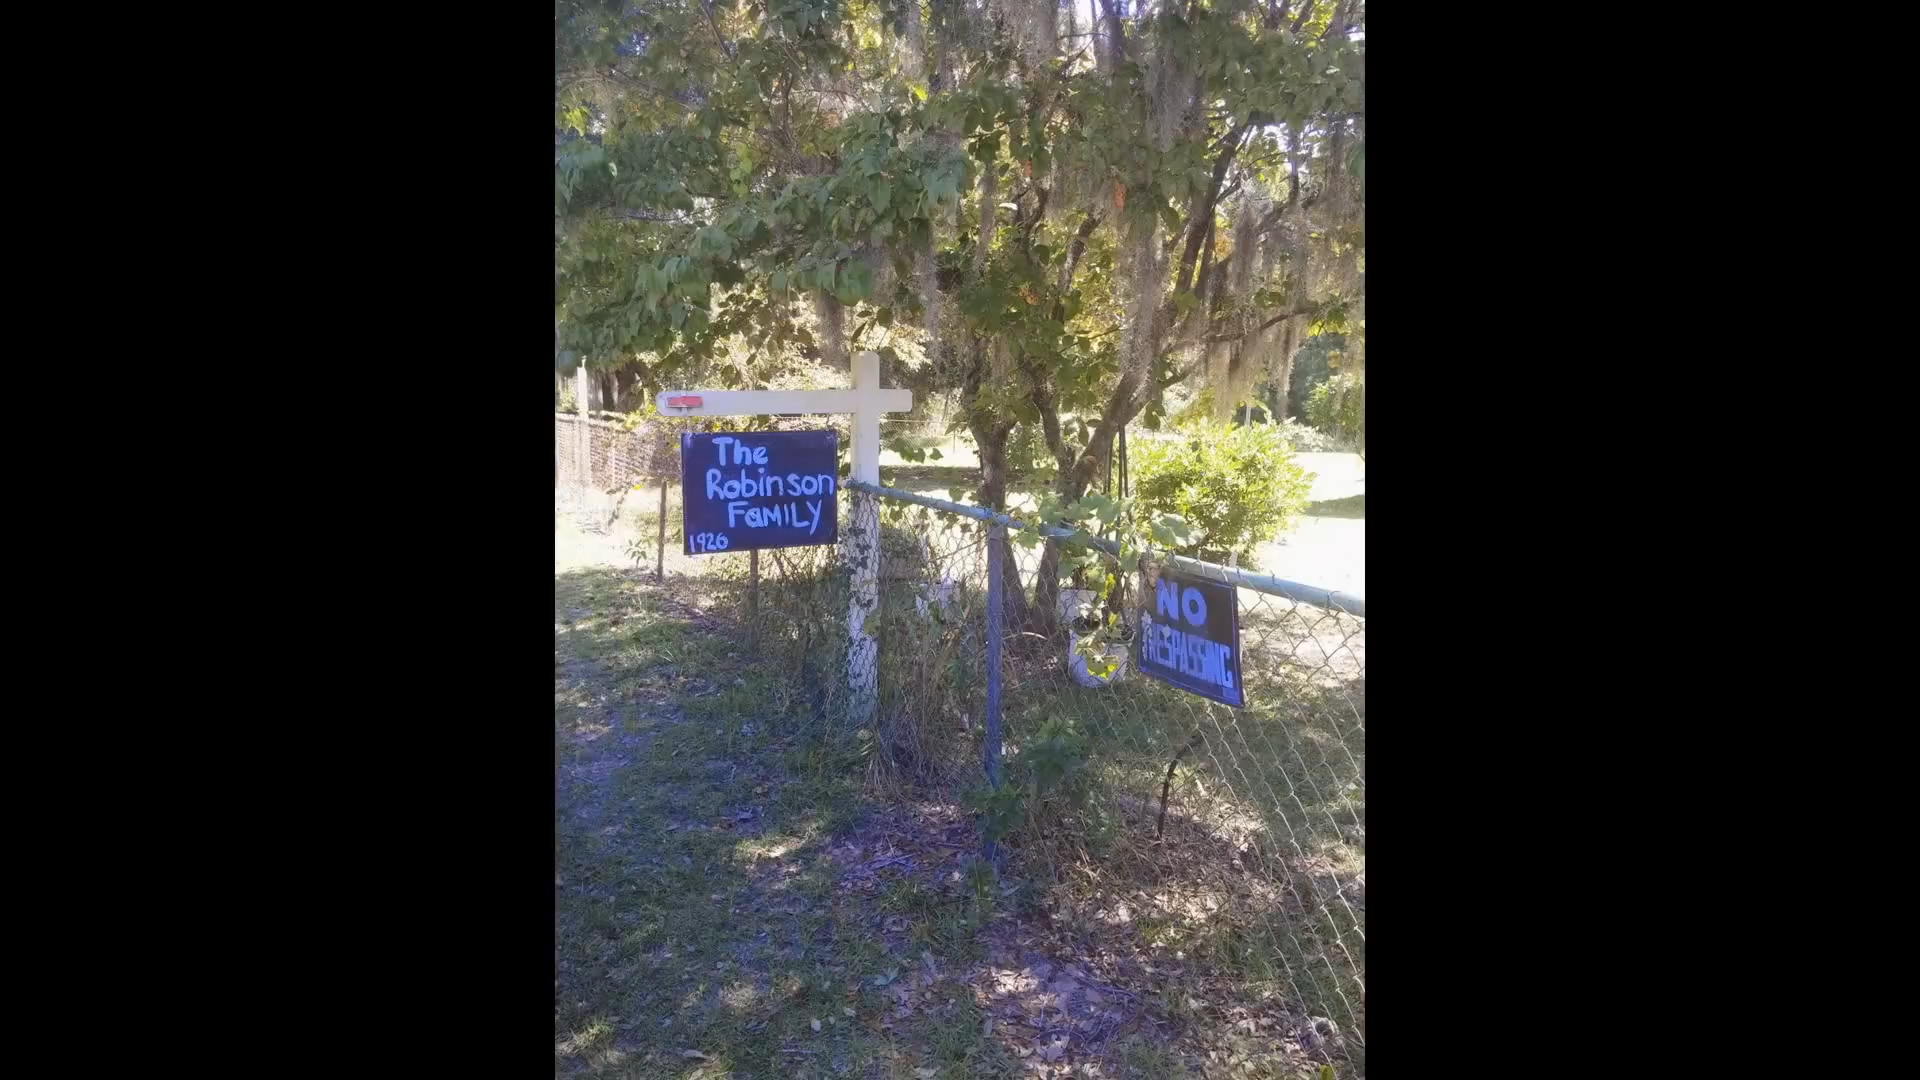 The
Robinson
FaMILY
1926
NO
TRESPASSING